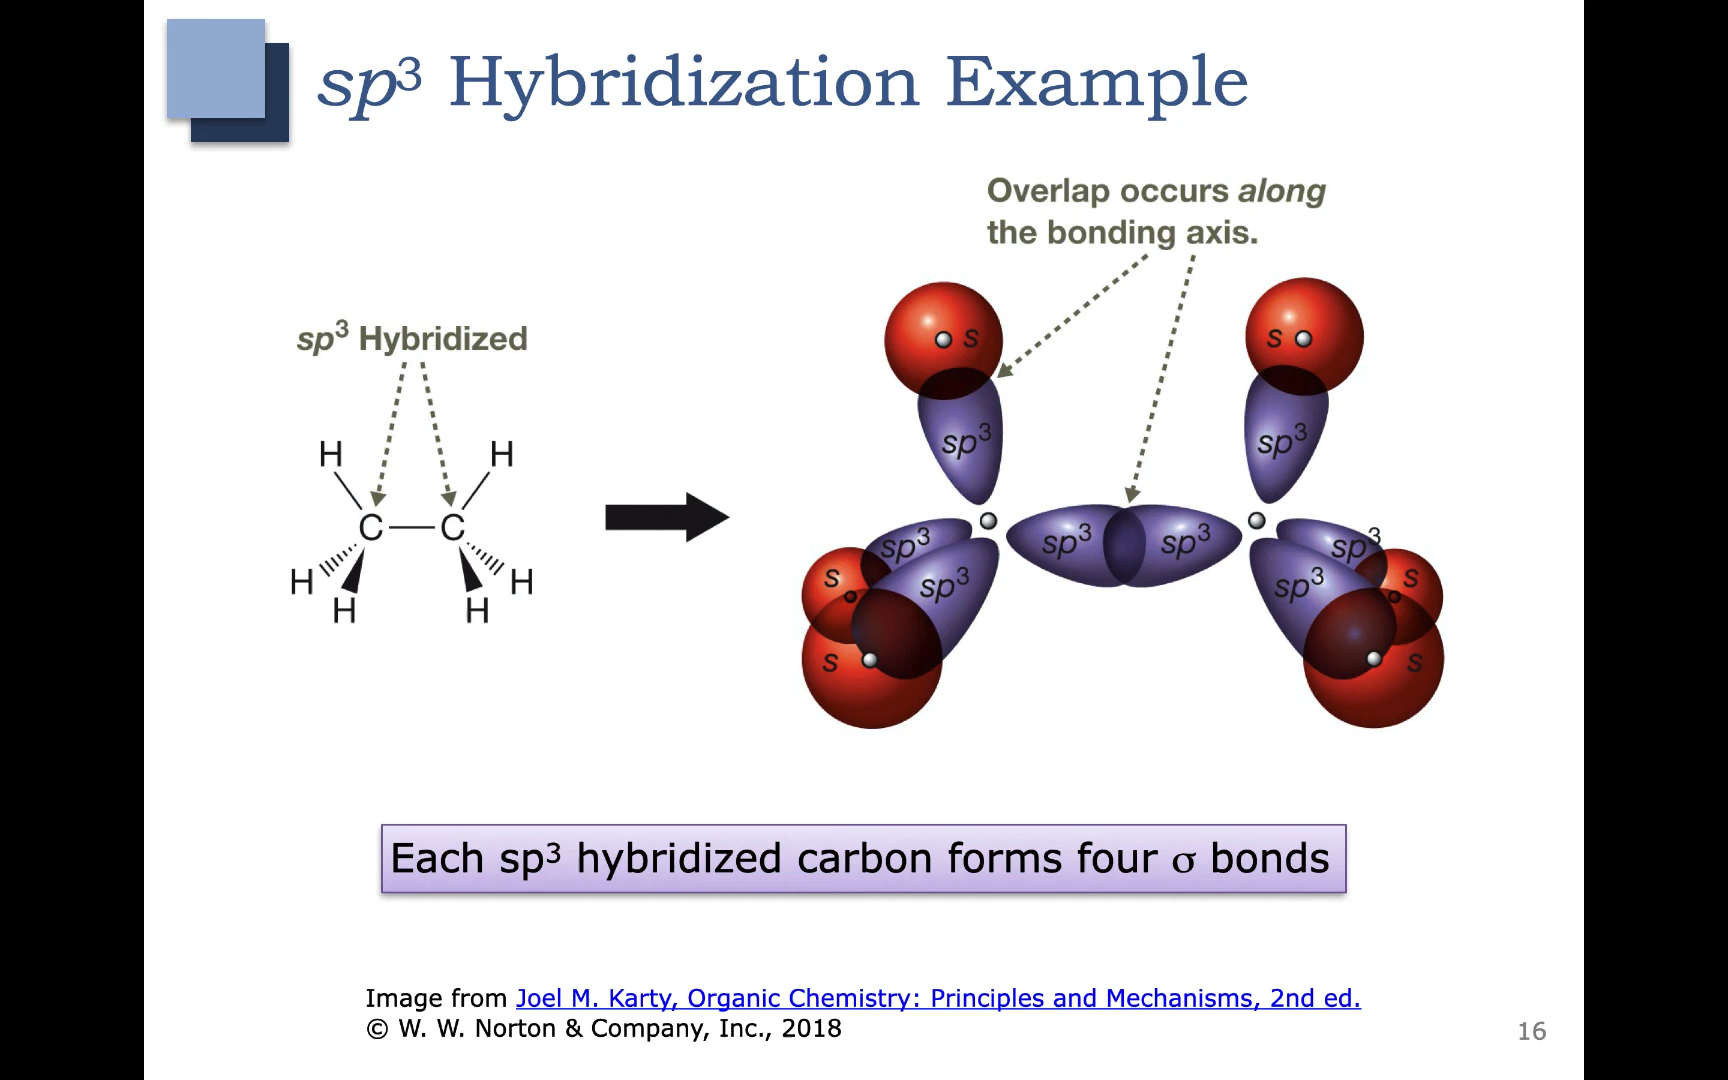 sp³ Hybridization Example
Overlap occurs along
the bonding axis.
sp³ Hybridized
H H
C C
H H
H H
s s
sp³ sp³
sp³ sp³ sp³ sp³
sp³ sp³
s s
s s
Each sp³ hybridized carbon forms four σ bonds
Image from Joel M. Karty, Organic Chemistry: Principles and Mechanisms, 2nd ed.
© W. W. Norton & Company, Inc., 2018
16